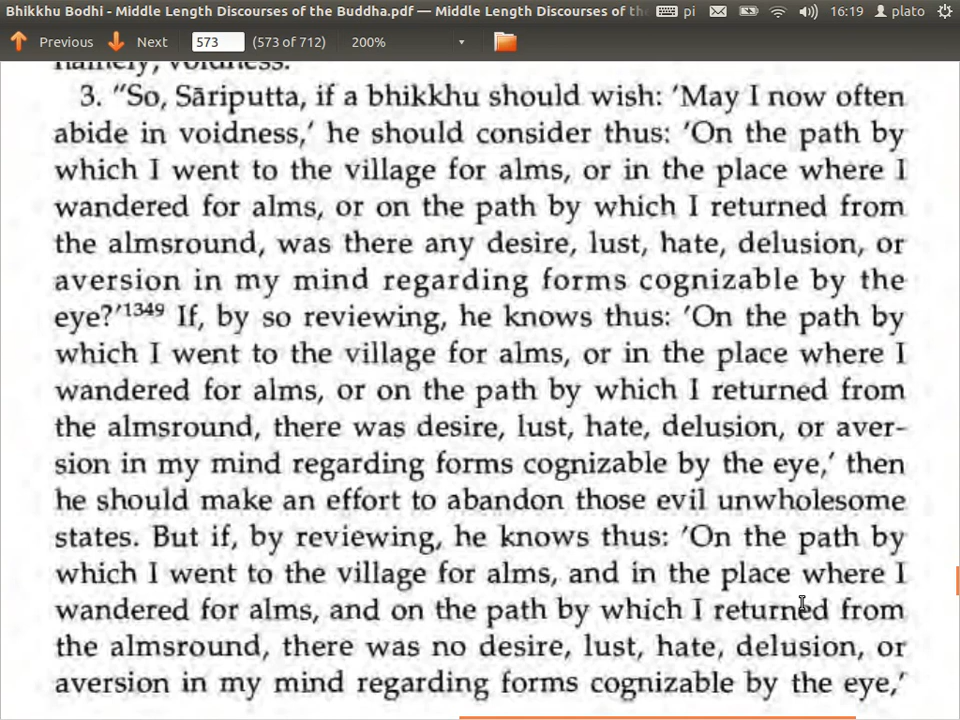 Bhikkhu Bodhi - Middle Length Discourses of the Buddha.pdf — Middle Length Discourses of the pi 16:19 plato
Previous Next 573 (573 of 712) 200%
namely, voidness.
3. “So, Sāriputta, if a bhikkhu should wish: ‘May I now often
abide in voidness,’ he should consider thus: ‘On the path by
which I went to the village for alms, or in the place where I
wandered for alms, or on the path by which I returned from
the almsround, was there any desire, lust, hate, delusion, or
aversion in my mind regarding forms cognizable by the
eye?’1349 If, by so reviewing, he knows thus: ‘On the path by
which I went to the village for alms, or in the place where I
wandered for alms, or on the path by which I returned from
the almsround, there was desire, lust, hate, delusion, or aver-
sion in my mind regarding forms cognizable by the eye,’ then
he should make an effort to abandon those evil unwholesome
states. But if, by reviewing, he knows thus: ‘On the path by
which I went to the village for alms, and in the place where I
wandered for alms, and on the path by which I returned from
the almsround, there was no desire, lust, hate, delusion, or
aversion in my mind regarding forms cognizable by the eye,’